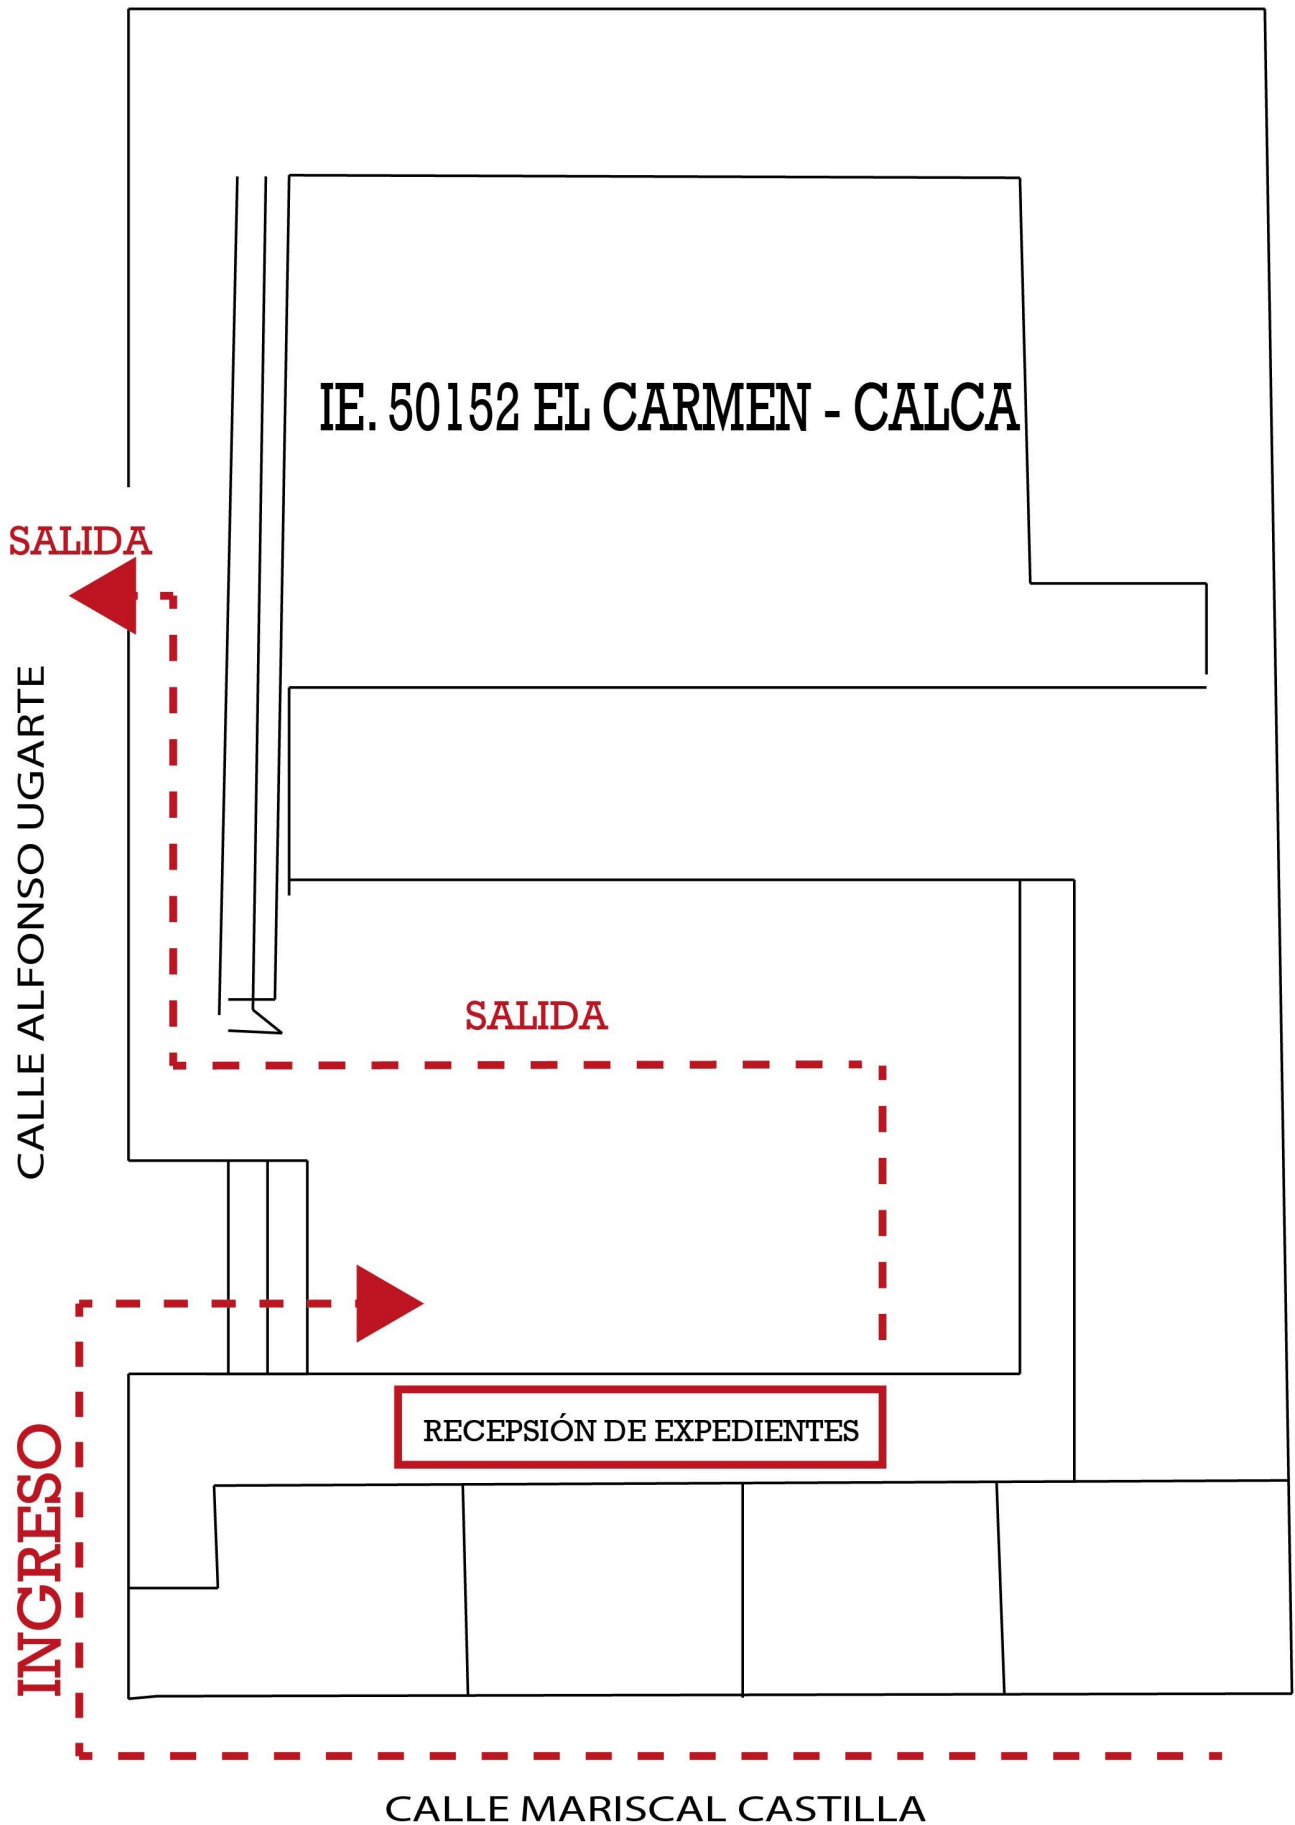 IE. 50152 EL CARMEN - CALCA
SALIDA
CALLE ALFONSO UGARTE
SALIDA
RECEPSIÓN DE EXPEDIENTES
INGRESO
CALLE MARISCAL CASTILLA